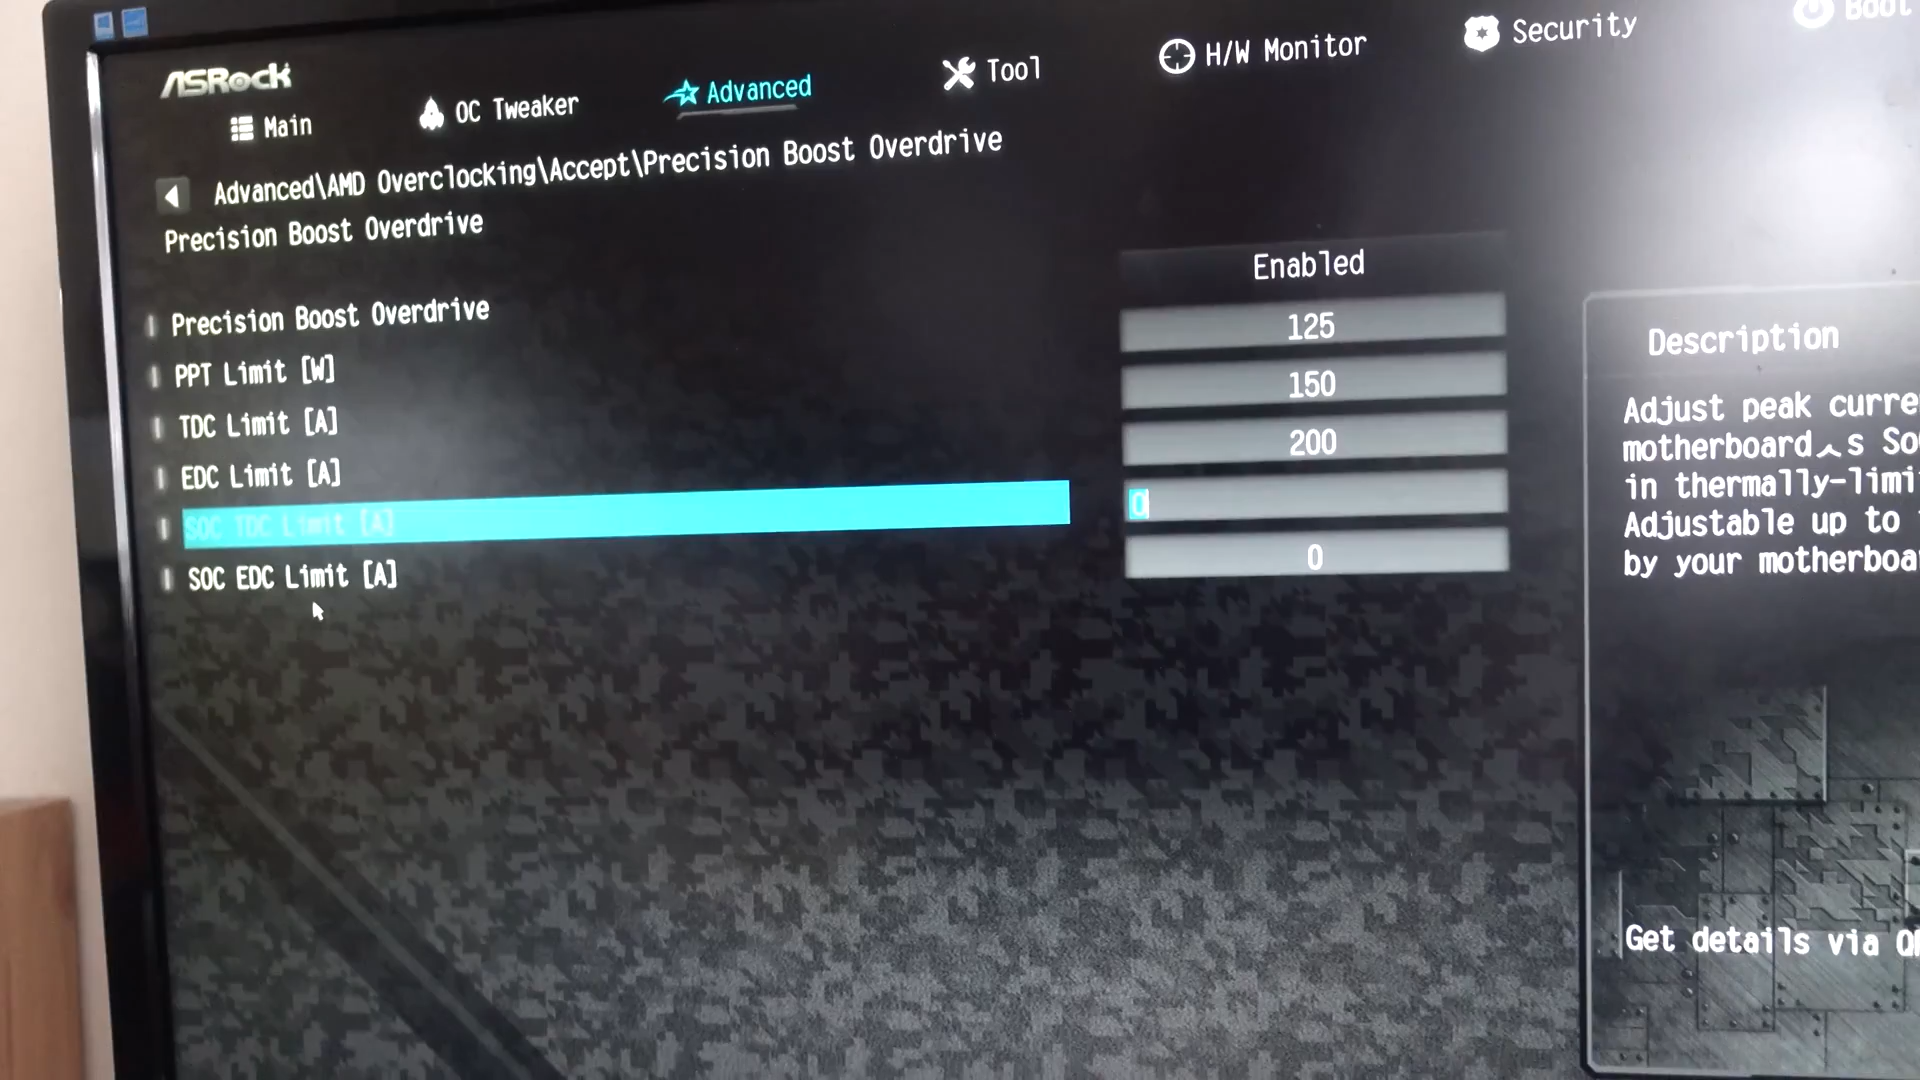 ASRock
Main
OC Tweaker
Advanced
Tool
H/W Monitor
Security
Boot
Advanced\AMD Overclocking\Accept\Precision Boost Overdrive
Precision Boost Overdrive
Precision Boost Overdrive Enabled
PPT Limit [W] 125
TDC Limit [A] 150
EDC Limit [A] 200
SOC TDC Limit [A] 0
SOC EDC Limit [A] 0
Description
Adjust peak curre
motherboard︿s So
in thermally-limi
Adjustable up to
by your motherboa
Get details via Q